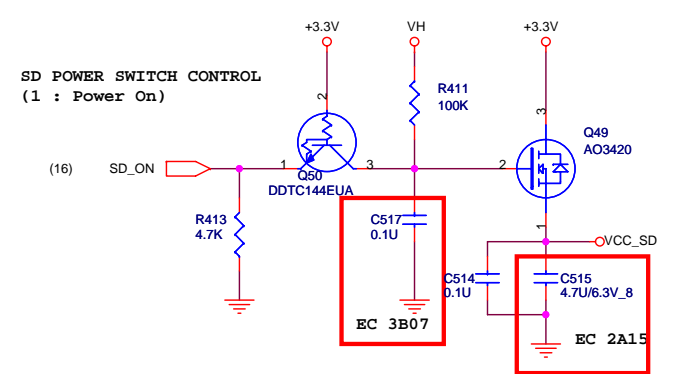 +3.3V VH +3.3V
SD POWER SWITCH CONTROL
(1 : Power On)
2
R411
100K
3
Q49
AO3420
(16) SD_ON 1 3 2
Q50
DDTC144EUA
R413
4.7K
C517
0.1U
1
VCC_SD
C514
0.1U
C515
4.7U/6.3V_8
EC 3B07
EC 2A15